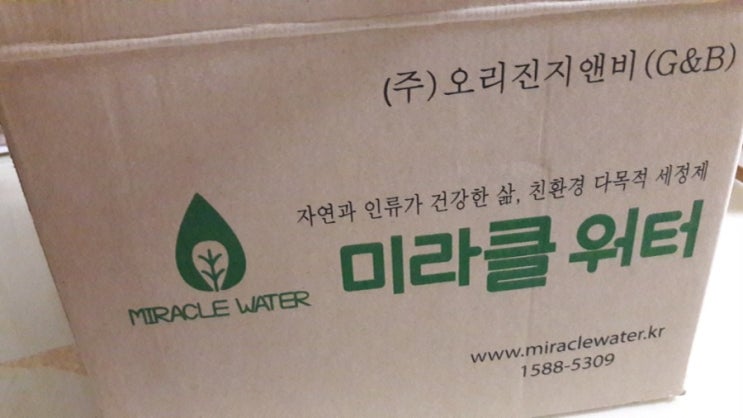 (주)오리진지앤비(G&B)
자연과 인류가 건강한 삶, 친환경 다목적 세정제
미라클 워터
MIRACLE WATER
www.miraclewater.kr
1588-5309